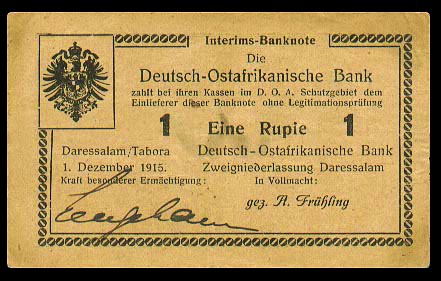 Interims-Banknote
Die
Deutsch-Ostafrikanische Bank
zahlt bei ihren Kassen im D. O. A. Schutzgebiet dem
Einlieferer dieser Banknote ohne Legitimationsprüfung
1 Eine Rupie 1
Daressalam/Tabora Deutsch-Ostafrikanische Bank
1. Dezember 1915. Zweigniederlassung Daressalam
Kraft besonderer Ermächtigung: In Vollmacht:
gez. A. Frühling